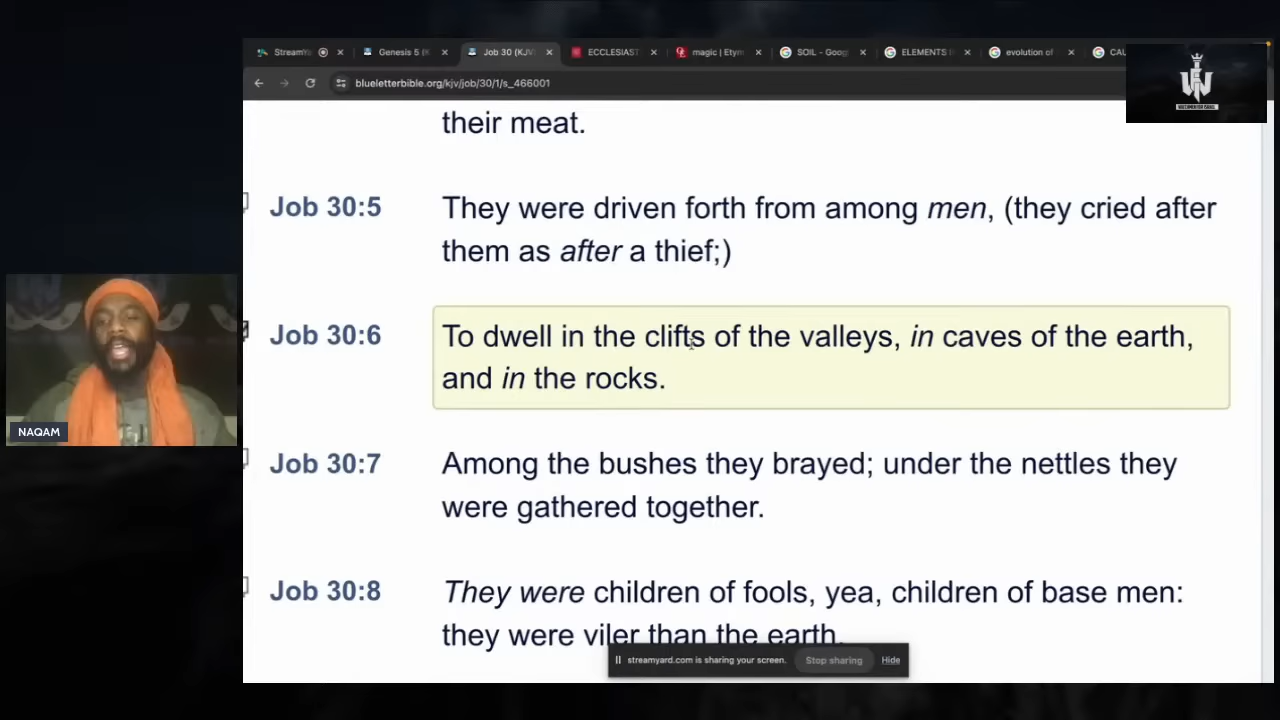 StreamY
Genesis 5 (K
Job 30 (KJV
ECCLESIAST
magic | Etyn
SOIL - Goog
ELEMENTS
evolution of
CAU
blueletterbible.org/kjv/job/30/1/s_466001
their meat.
Job 30:5
They were driven forth from among men, (they cried after
them as after a thief;)
Job 30:6
To dwell in the clifts of the valleys, in caves of the earth,
and in the rocks.
Job 30:7
Among the bushes they brayed; under the nettles they
were gathered together.
Job 30:8
They were children of fools, yea, children of base men:
they were viler than the earth.
streamyard.com is sharing your screen.
Stop sharing
Hide
NAQAM